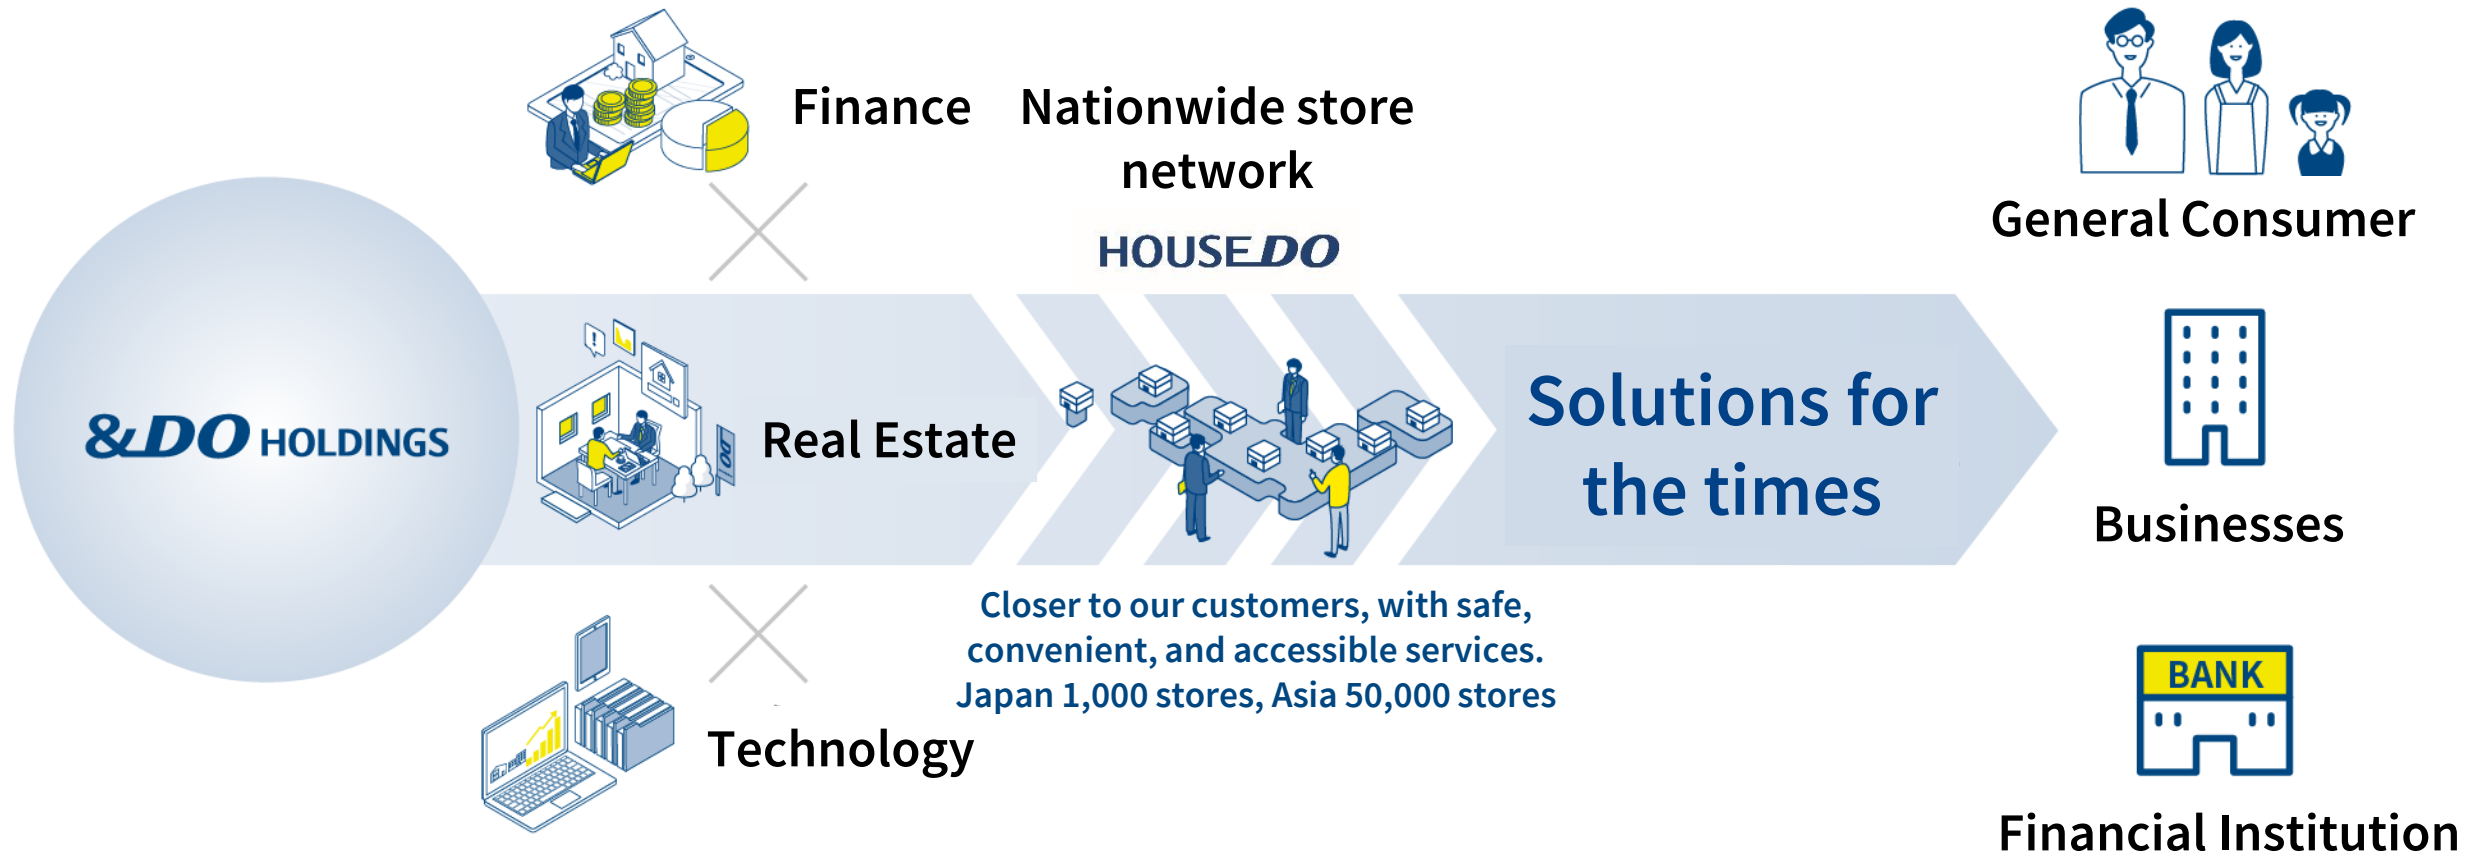 &DO HOLDINGS
Finance
Real Estate
DO
Technology
Nationwide store
network
HOUSEDO
Closer to our customers, with safe,
convenient, and accessible services.
Japan 1,000 stores, Asia 50,000 stores
Solutions for
the times
General Consumer
Businesses
BANK
Financial Institution